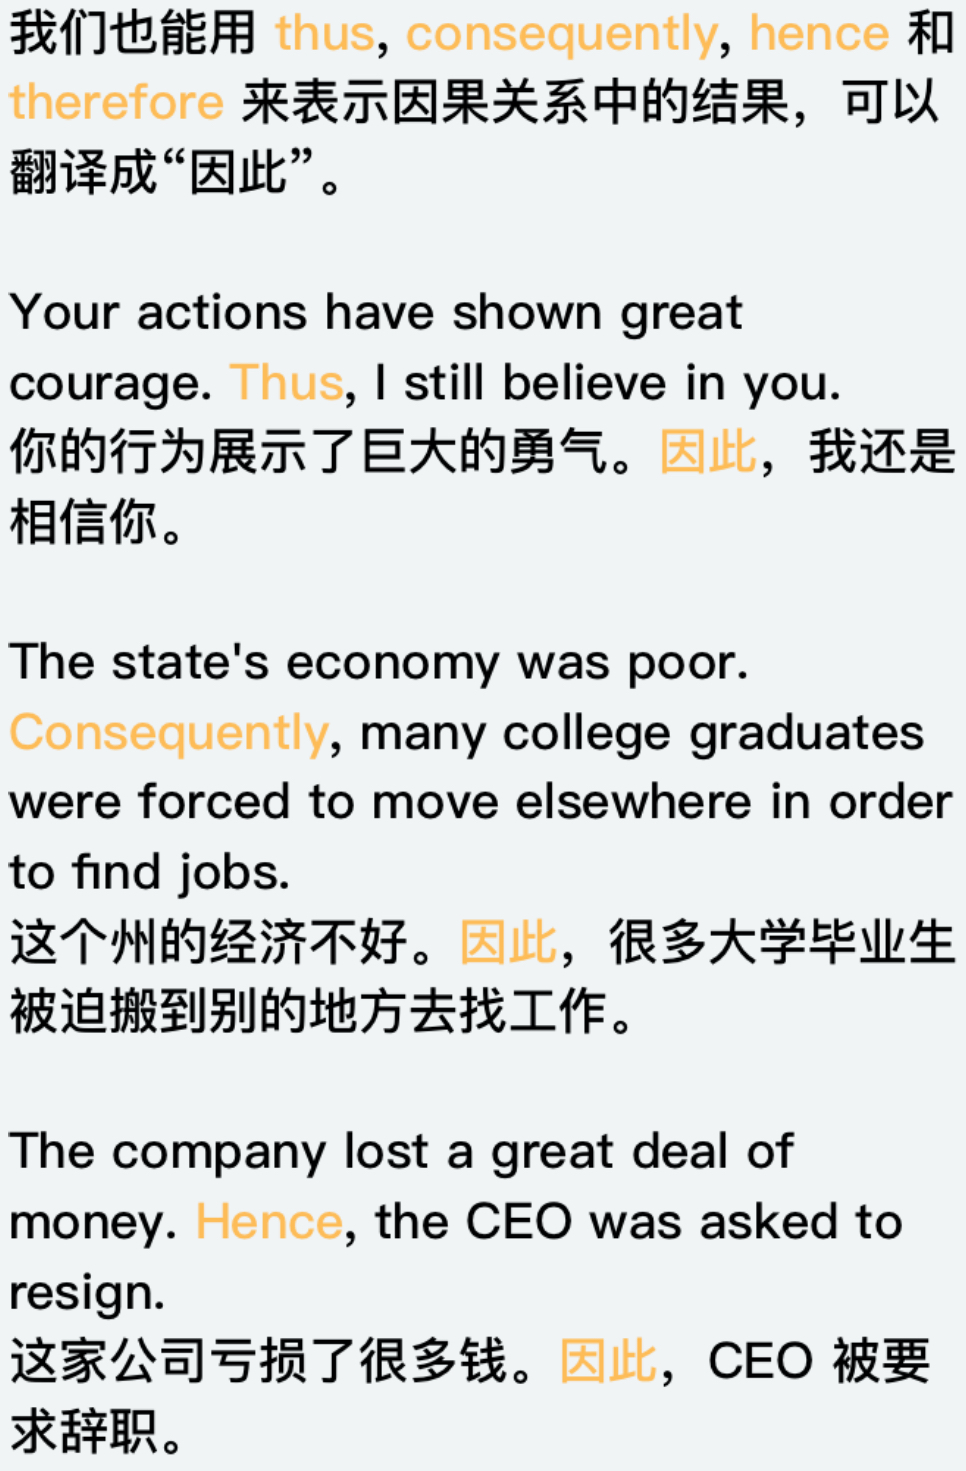 我们也能用 thus, consequently, hence 和
therefore 来表示因果关系中的结果，可以
翻译成“因此”。
Your actions have shown great
courage. Thus, I still believe in you.
你的行为展示了巨大的勇气。因此，我还是
相信你。
The state's economy was poor.
Consequently, many college graduates
were forced to move elsewhere in order
to find jobs.
这个州的经济不好。因此，很多大学毕业生
被迫搬到别的地方去找工作。
The company lost a great deal of
money. Hence, the CEO was asked to
resign.
这家公司亏损了很多钱。因此，CEO 被要
求辞职。